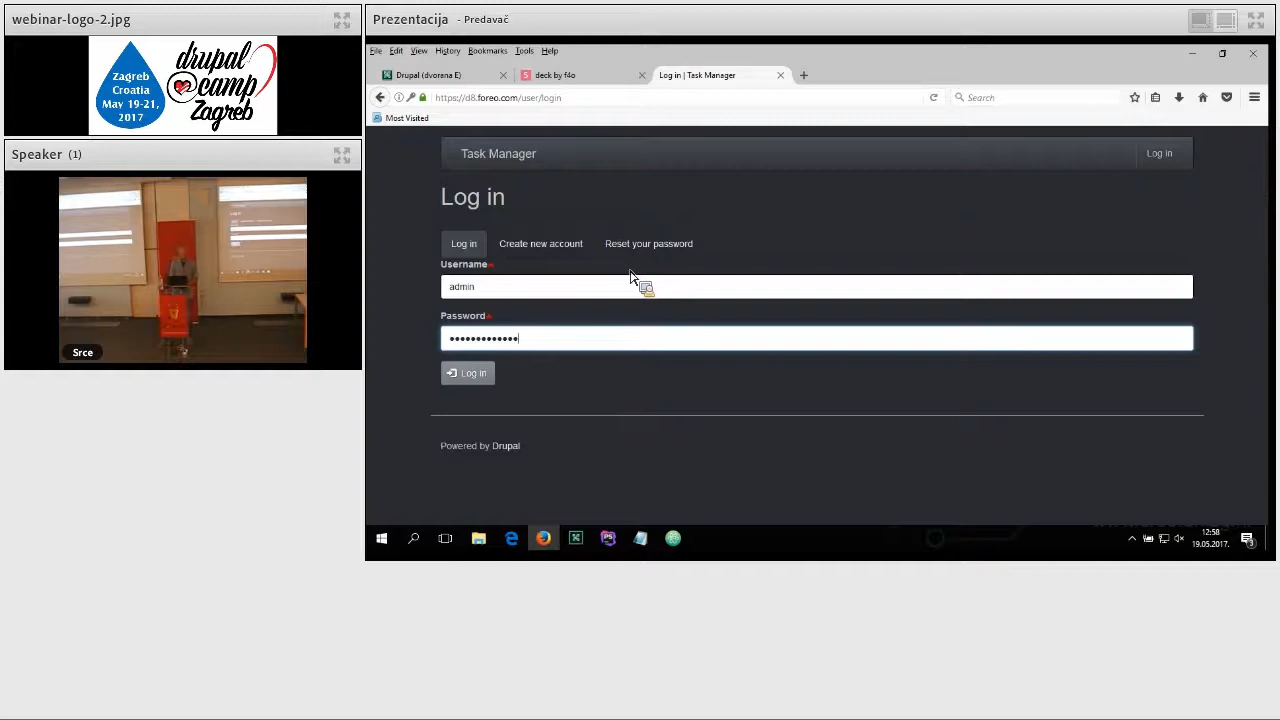 webinar-logo-2.jpg
Zagreb
Croatia
May 19-21,
2017
drupal
camp
Zagreb
Speaker (1)
Srce
Prezentacija - Predavač
File Edit View History Bookmarks Tools Help
Drupal (dvorana E)
deck by f4o
Log in | Task Manager
https://d8.foreo.com/user/login
Search
Most Visited
Task Manager
Log in
Log in
Log in
Create new account
Reset your password
Username
admin
Password
Log in
Powered by Drupal
12:58
19.05.2017.